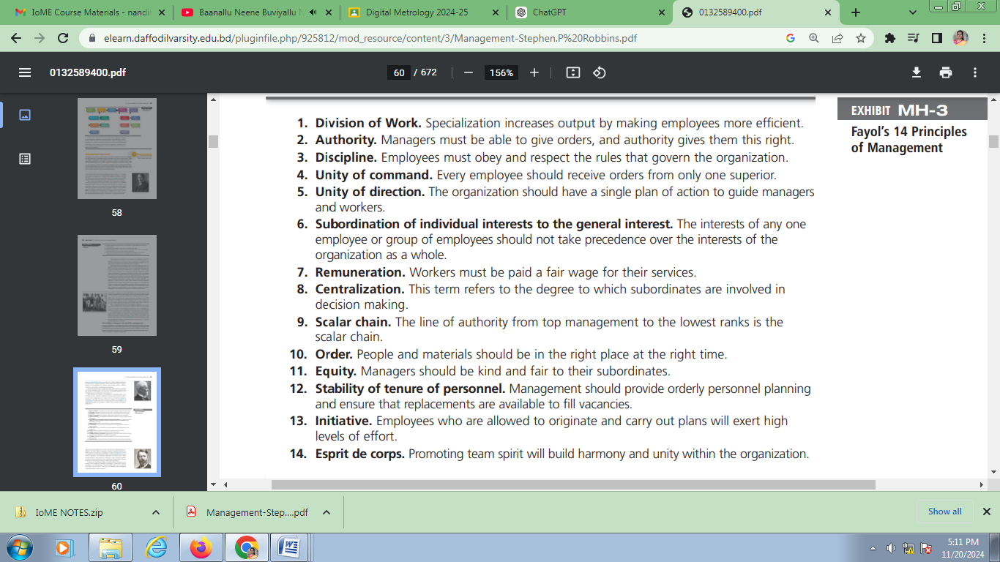 IoME Course Materials - nandi
Baanallu Neene Buviyallu N
Digital Metrology 2024-25
ChatGPT
0132589400.pdf
elearn.daffodilvarsity.edu.bd/pluginfile.php/925812/mod_resource/content/3/Management-Stephen.P%20Robbins.pdf
0132589400.pdf
60 / 672
156%
58
59
60
EXHIBIT MH-3
Fayol's 14 Principles
of Management
1. Division of Work. Specialization increases output by making employees more efficient.
2. Authority. Managers must be able to give orders, and authority gives them this right.
3. Discipline. Employees must obey and respect the rules that govern the organization.
4. Unity of command. Every employee should receive orders from only one superior.
5. Unity of direction. The organization should have a single plan of action to guide managers
and workers.
6. Subordination of individual interests to the general interest. The interests of any one
employee or group of employees should not take precedence over the interests of the
organization as a whole.
7. Remuneration. Workers must be paid a fair wage for their services.
8. Centralization. This term refers to the degree to which subordinates are involved in
decision making.
9. Scalar chain. The line of authority from top management to the lowest ranks is the
scalar chain.
10. Order. People and materials should be in the right place at the right time.
11. Equity. Managers should be kind and fair to their subordinates.
12. Stability of tenure of personnel. Management should provide orderly personnel planning
and ensure that replacements are available to fill vacancies.
13. Initiative. Employees who are allowed to originate and carry out plans will exert high
levels of effort.
14. Esprit de corps. Promoting team spirit will build harmony and unity within the organization.
IoME NOTES.zip
Management-Step....pdf
Show all
5:11 PM
11/20/2024